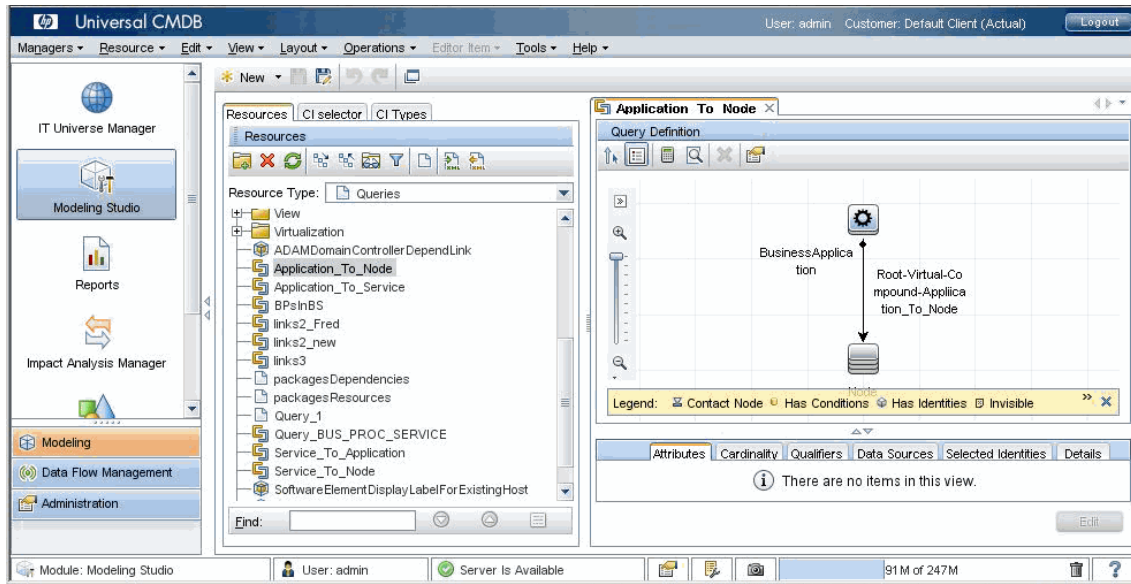 hp Universal CMDB
User: admin Customer: Default Client (Actual) Logout
Managers Resource Edit View Layout Operations Editor Item Tools Help
New
IT Universe Manager
Modeling Studio
Reports
Impact Analysis Manager
Modeling
Data Flow Management
Administration
Resources CI selector CI Types
Resources
Resource Type: Queries
View
Virtualization
ADAMDomainControllerDependLink
Application_To_Node
Application_To_Service
BPsInBS
links2_Fred
links2_new
links3
packagesDependencies
packagesResources
Query_1
Query_BUS_PROC_SERVICE
Service_To_Application
Service_To_Node
SoftwareElementDisplayLabelForExistingHost
Find:
Application_To_Node
Query Definition
BusinessApplica
tion
Root-Virtual-Co
mpound-Appliica
tion_To_Node
Node
Legend: Contact Node Has Conditions Has Identities Invisible
Attributes Cardinality Qualifiers Data Sources Selected Identities Details
There are no items in this view.
Edit
Module: Modeling Studio User: admin Server Is Available 91M of 247M